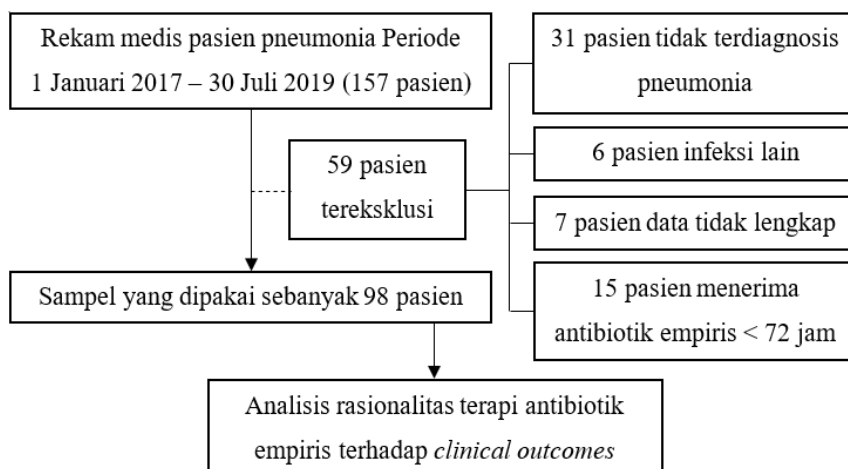 Rekam medis pasien pneumonia Periode
1 Januari 2017 – 30 Juli 2019 (157 pasien)
59 pasien
tereksklusi
31 pasien tidak terdiagnosis
pneumonia
6 pasien infeksi lain
7 pasien data tidak lengkap
15 pasien menerima
antibiotik empiris < 72 jam
Sampel yang dipakai sebanyak 98 pasien
Analisis rasionalitas terapi antibiotik
empiris terhadap clinical outcomes